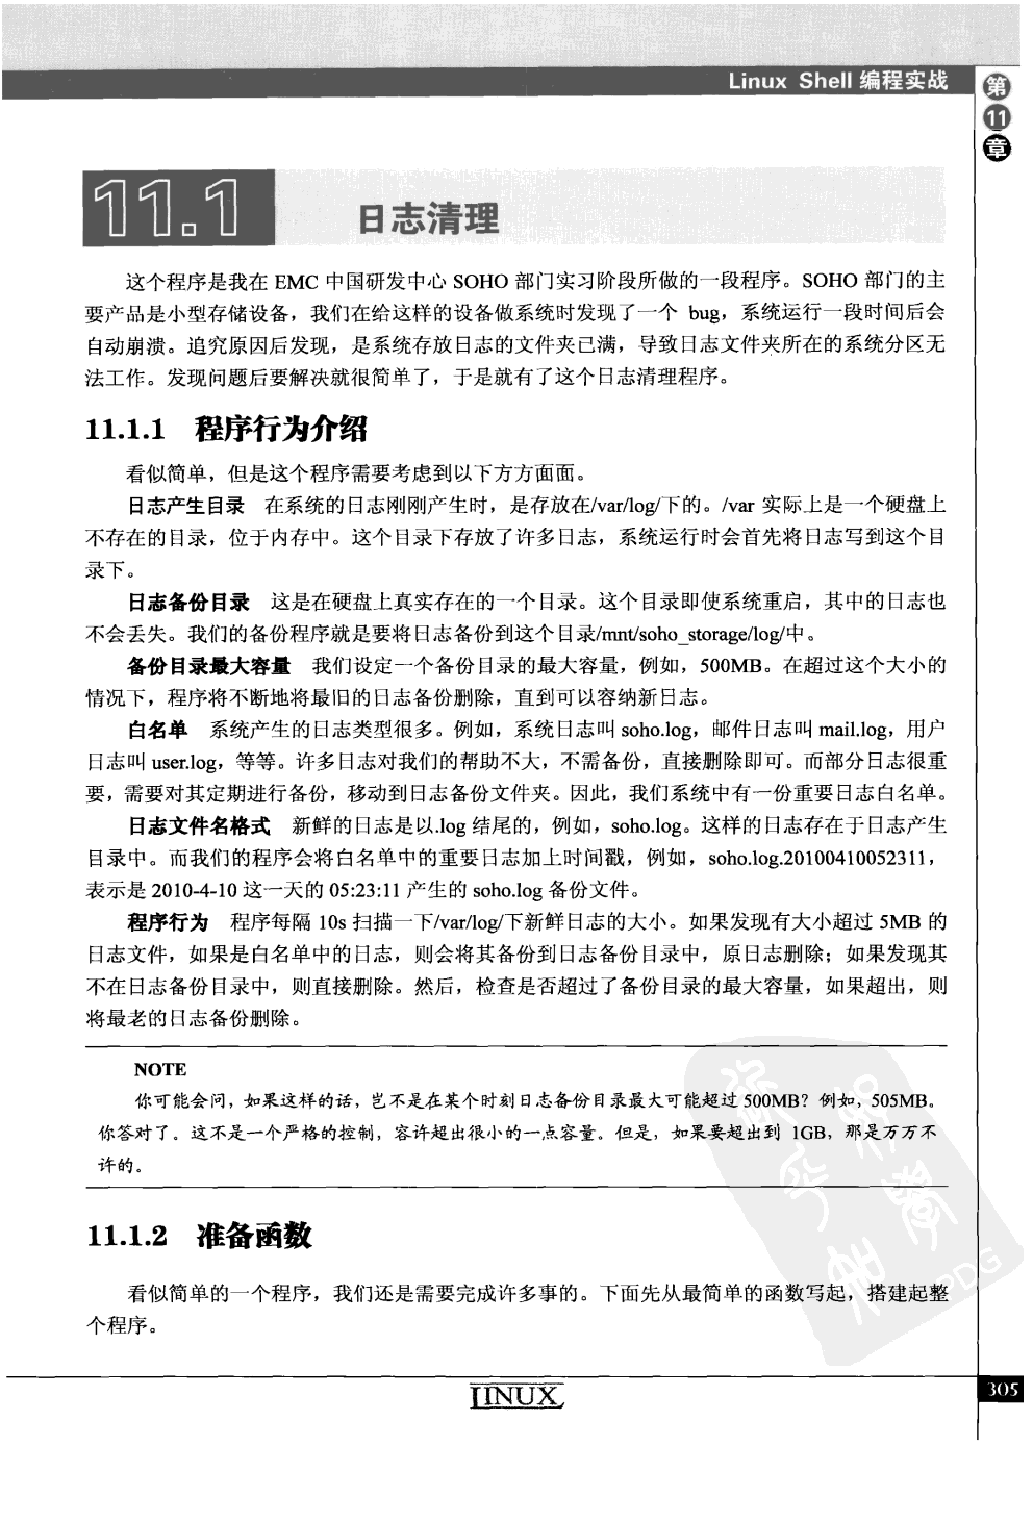 Linux Shell 编程实战
第
11
章
11.1 日志清理
这个程序是我在 EMC 中国研发中心 SOHO 部门实习阶段所做的一段程序。SOHO 部门的主
要产品是小型存储设备，我们在给这样的设备做系统时发现了一个 bug，系统运行一段时间后会
自动崩溃。追究原因后发现，是系统存放日志的文件夹已满，导致日志文件夹所在的系统分区无
法工作。发现问题后要解决就很简单了，于是就有了这个日志清理程序。
11.1.1 程序行为介绍
看似简单，但是这个程序需要考虑到以下方方面面。
日志产生目录 在系统的日志刚刚产生时，是存放在/var/log/下的。/var 实际上是一个硬盘上
不存在的目录，位于内存中。这个目录下存放了许多日志，系统运行时会首先将日志写到这个目
录下。
日志备份目录 这是在硬盘上真实存在的一个目录。这个目录即使系统重启，其中的日志也
不会丢失。我们的备份程序就是要将日志备份到这个目录/mnt/soho_storage/log/中。
备份目录最大容量 我们设定一个备份目录的最大容量，例如，500MB。在超过这个大小的
情况下，程序将不断地将最旧的日志备份删除，直到可以容纳新日志。
白名单 系统产生的日志类型很多。例如，系统日志叫 soho.log，邮件日志叫 mail.log，用户
日志叫 user.log，等等。许多日志对我们的帮助不大，不需备份，直接删除即可。而部分日志很重
要，需要对其定期进行备份，移动到日志备份文件夹。因此，我们系统中有一份重要日志白名单。
日志文件名格式 新鲜的日志是以.log 结尾的，例如，soho.log。这样的日志存在于日志产生
目录中。而我们的程序会将白名单中的重要日志加上时间戳，例如，soho.log.20100410052311，
表示是 2010-4-10 这一天的 05:23:11 产生的 soho.log 备份文件。
程序行为 程序每隔 10s 扫描一下/var/log/下新鲜日志的大小。如果发现有大小超过 5MB 的
日志文件，如果是白名单中的日志，则会将其备份到日志备份目录中，原日志删除；如果发现其
不在日志备份目录中，则直接删除。然后，检查是否超过了备份目录的最大容量，如果超出，则
将最老的日志备份删除。
NOTE
你可能会问，如果这样的话，岂不是在某个时刻日志备份目录最大可能超过 500MB？例如，505MB。
你答对了。这不是一个严格的控制，容许超出很小的一点容量。但是，如果要超出到 1GB，那是万万不
许的。
11.1.2 准备函数
看似简单的一个程序，我们还是需要完成许多事的。下面先从最简单的函数写起，搭建起整
个程序。
LINUX
305
PDG